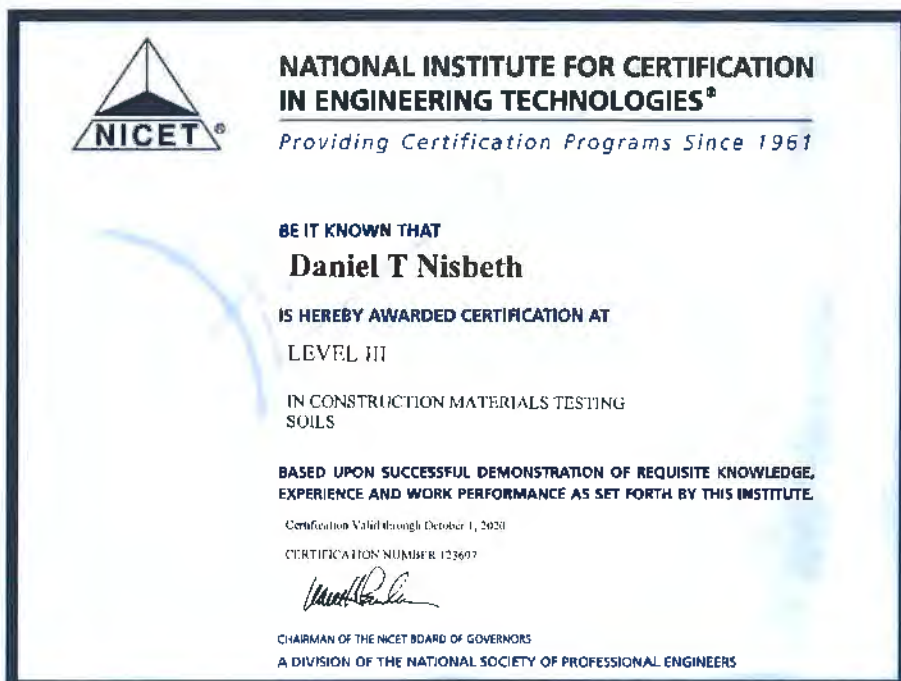 NICET®
NATIONAL INSTITUTE FOR CERTIFICATION
IN ENGINEERING TECHNOLOGIES®
Providing Certification Programs Since 1961
BE IT KNOWN THAT
Daniel T Nisbeth
IS HEREBY AWARDED CERTIFICATION AT
LEVEL III
IN CONSTRUCTION MATERIALS TESTING
SOILS
BASED UPON SUCCESSFUL DEMONSTRATION OF REQUISITE KNOWLEDGE,
EXPERIENCE AND WORK PERFORMANCE AS SET FORTH BY THIS INSTITUTE.
Certification Valid through October 1, 2020
CERTIFICATION NUMBER 123697
CHAIRMAN OF THE NICET BOARD OF GOVERNORS
A DIVISION OF THE NATIONAL SOCIETY OF PROFESSIONAL ENGINEERS